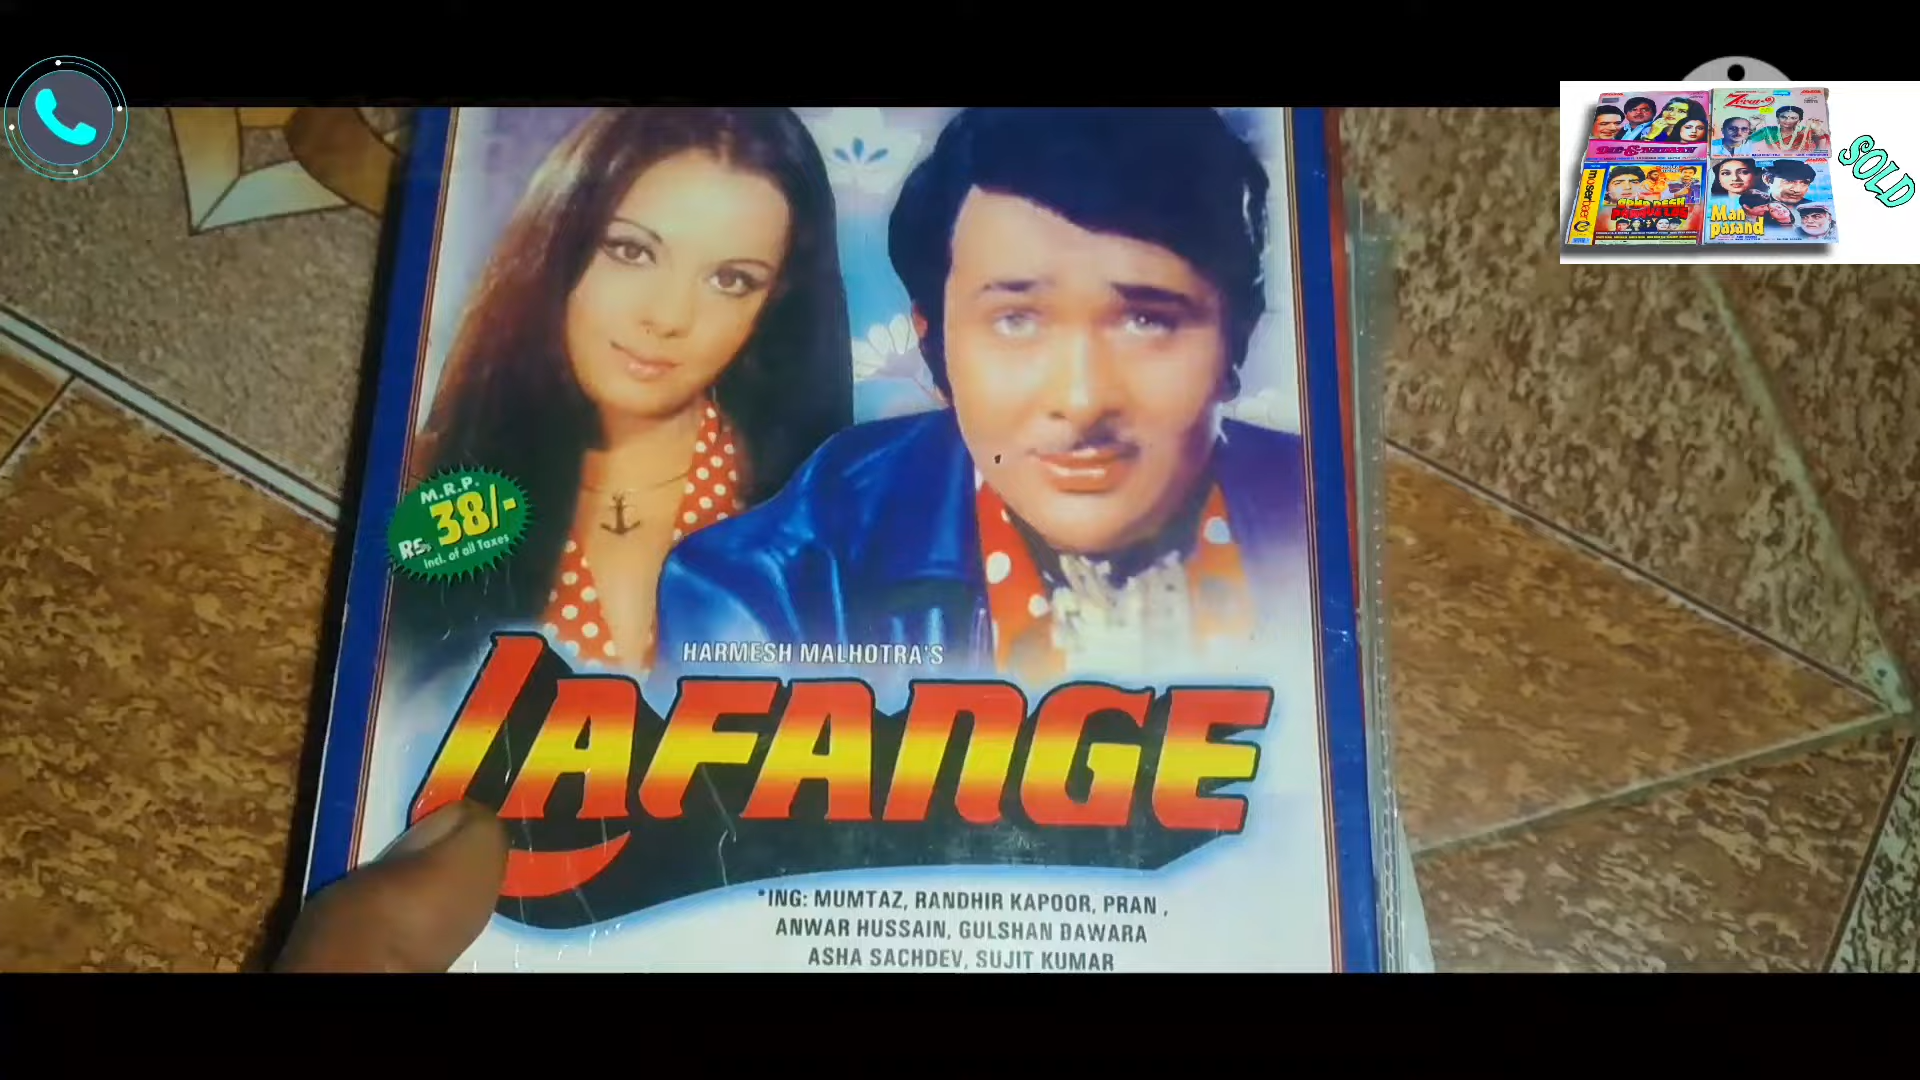 SOLD
Man
pasand
moserbaer
M.R.P.
Rs. 38/-
Incl. of all Taxes
HARMESH MALHOTRA'S
LAFANGE
*ING: MUMTAZ, RANDHIR KAPOOR, PRAN ,
ANWAR HUSSAIN, GULSHAN BAWARA
ASHA SACHDEV, SUJIT KUMAR